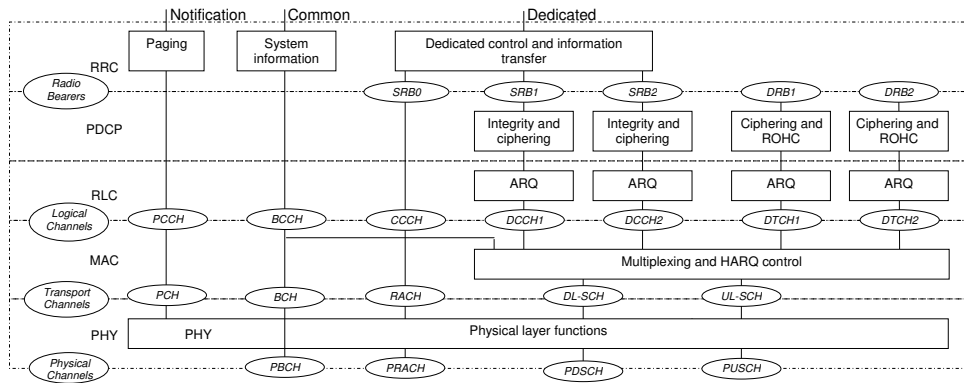 Notification
Common
Dedicated
Paging
System
information
Dedicated control and information
transfer
RRC
Radio
Bearers
SRB0
SRB1
SRB2
DRB1
DRB2
PDCP
Integrity and
ciphering
Integrity and
ciphering
Ciphering and
ROHC
Ciphering and
ROHC
RLC
ARQ
ARQ
ARQ
ARQ
Logical
Channels
PCCH
BCCH
CCCH
DCCH1
DCCH2
DTCH1
DTCH2
MAC
Multiplexing and HARQ control
Transport
Channels
PCH
BCH
RACH
DL-SCH
UL-SCH
PHY
PHY
Physical layer functions
Physical
Channels
PBCH
PRACH
PDSCH
PUSCH